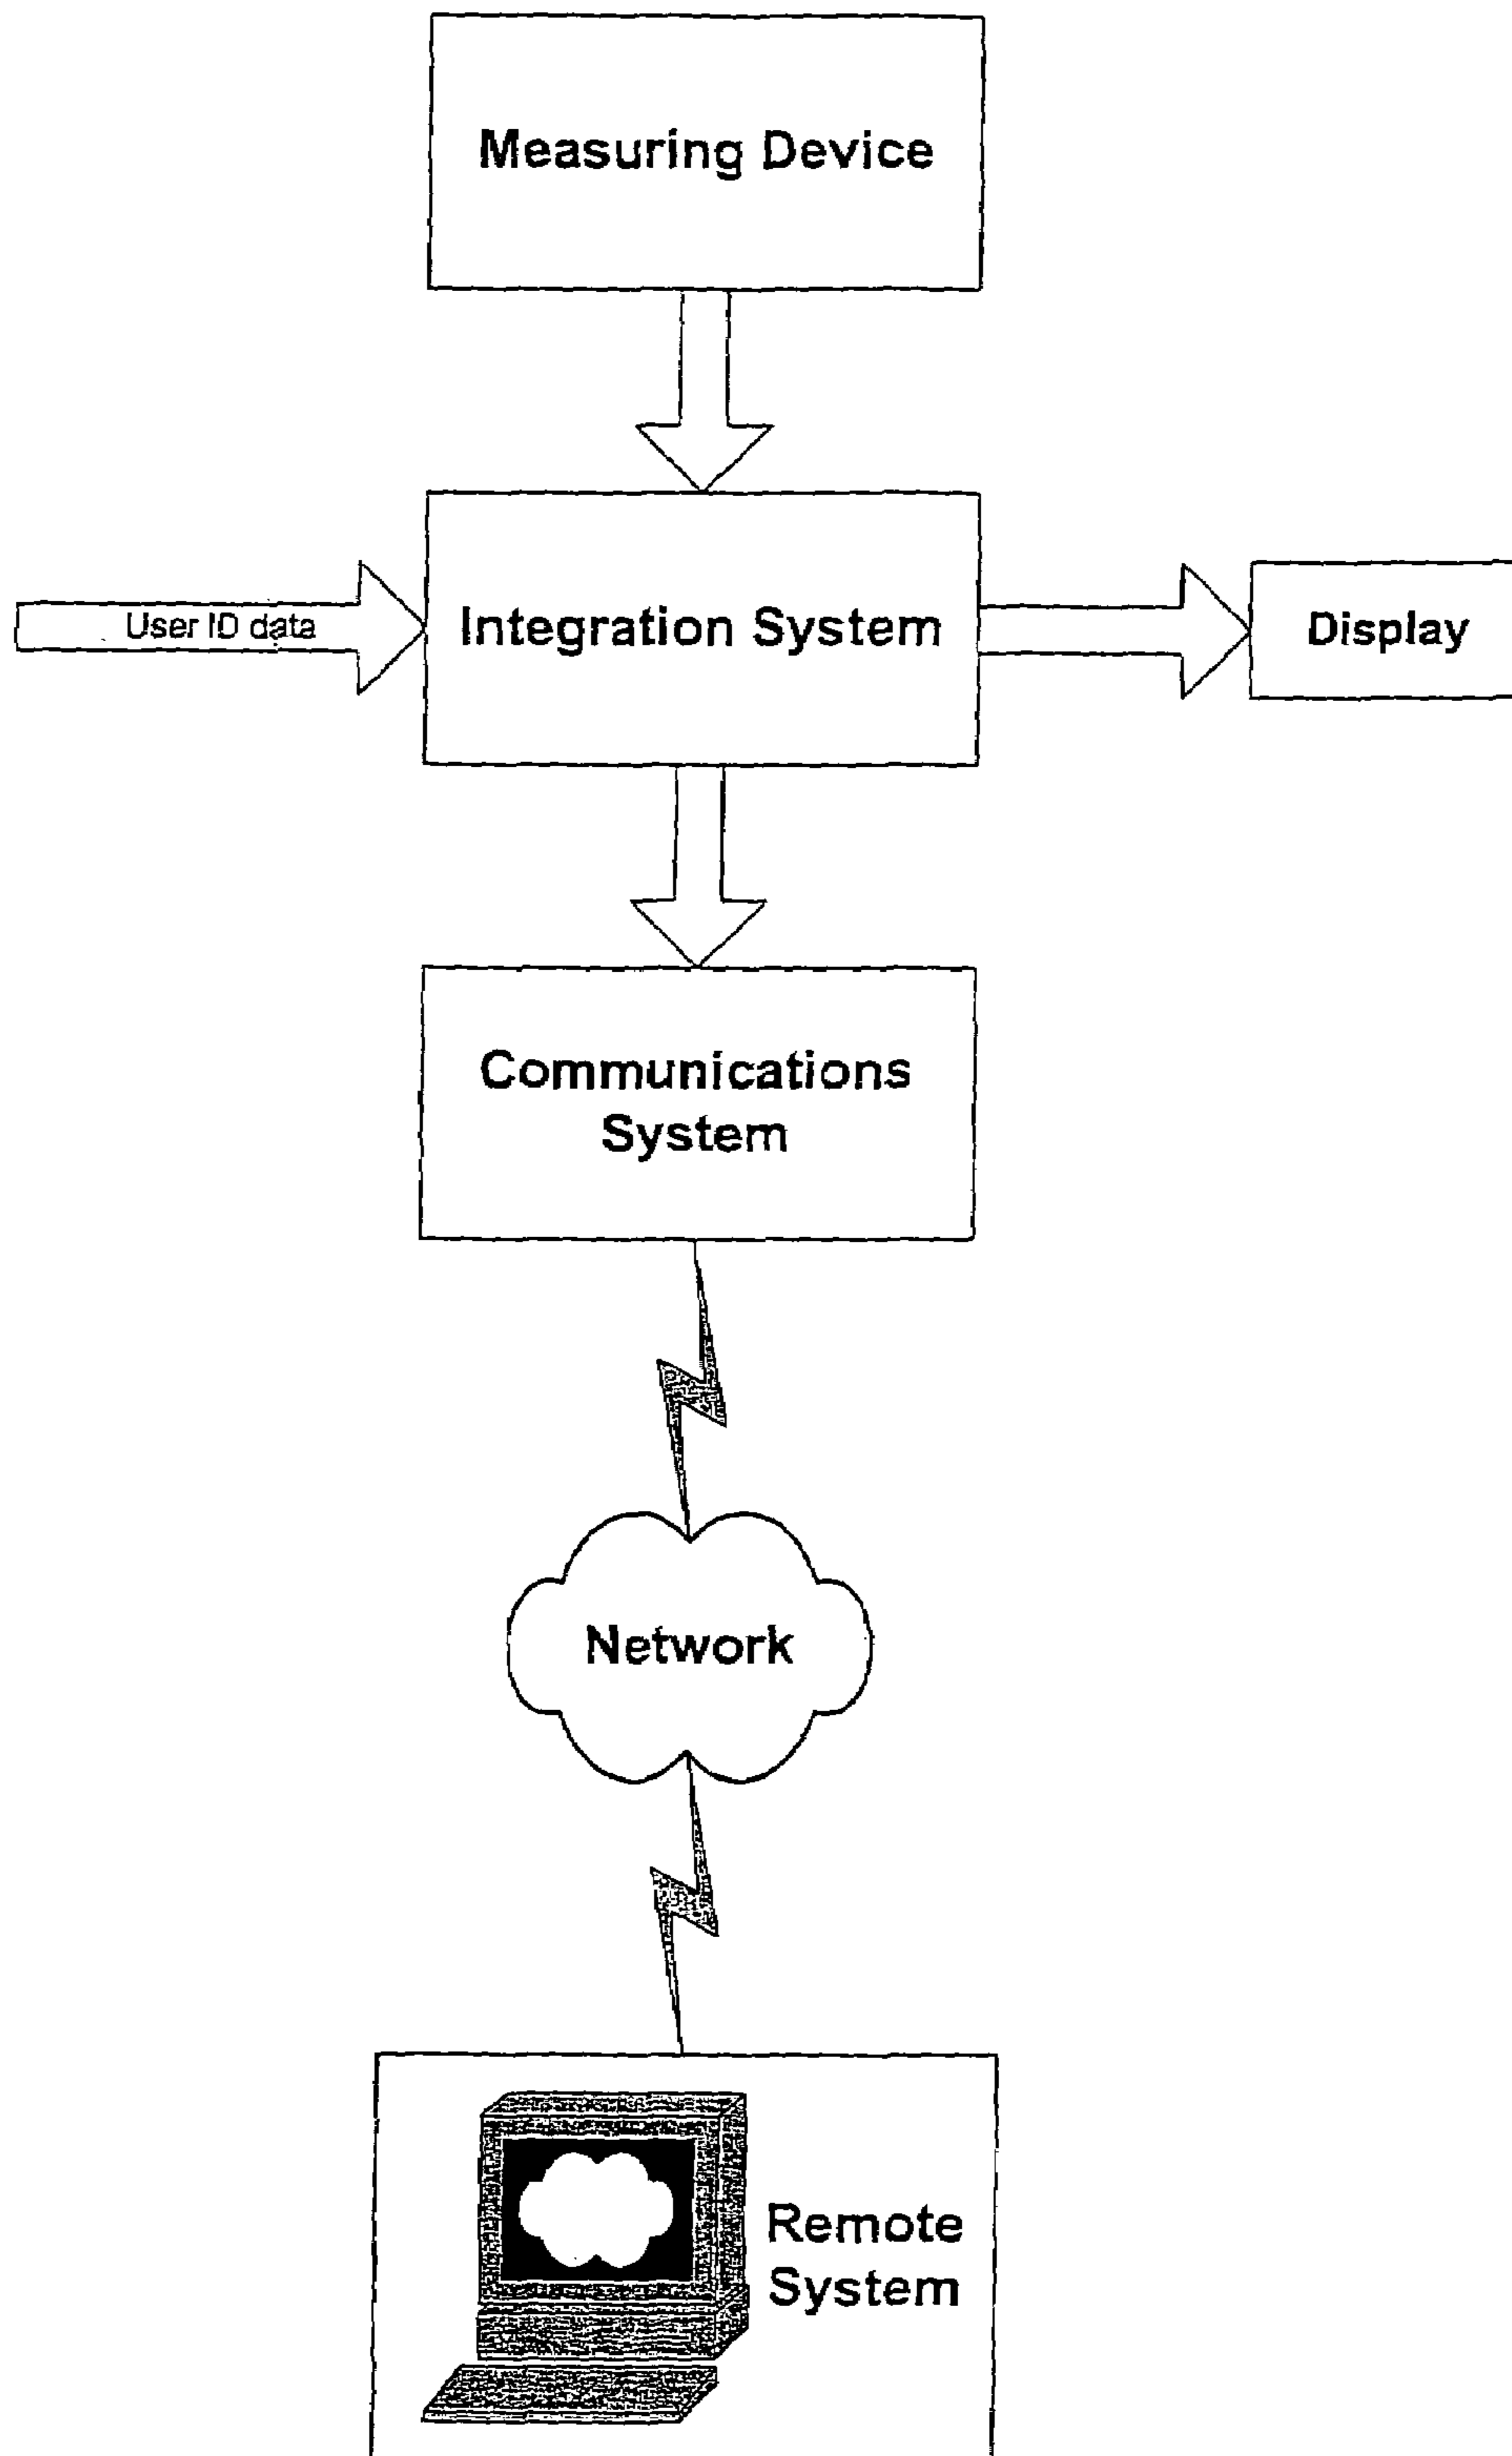 Measuring Device
User ID data
Integration System
Display
Communications
System
Network
Remote
System